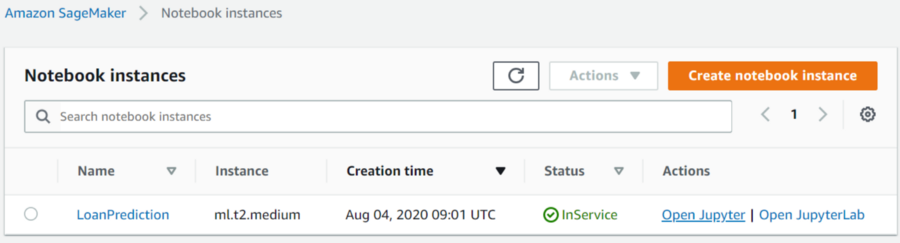 Amazon SageMaker > Notebook instances
Notebook instances
Actions
Create notebook instance
Search notebook instances
1
Name Instance Creation time Status Actions
LoanPrediction ml.t2.medium Aug 04, 2020 09:01 UTC InService Open Jupyter | Open JupyterLab